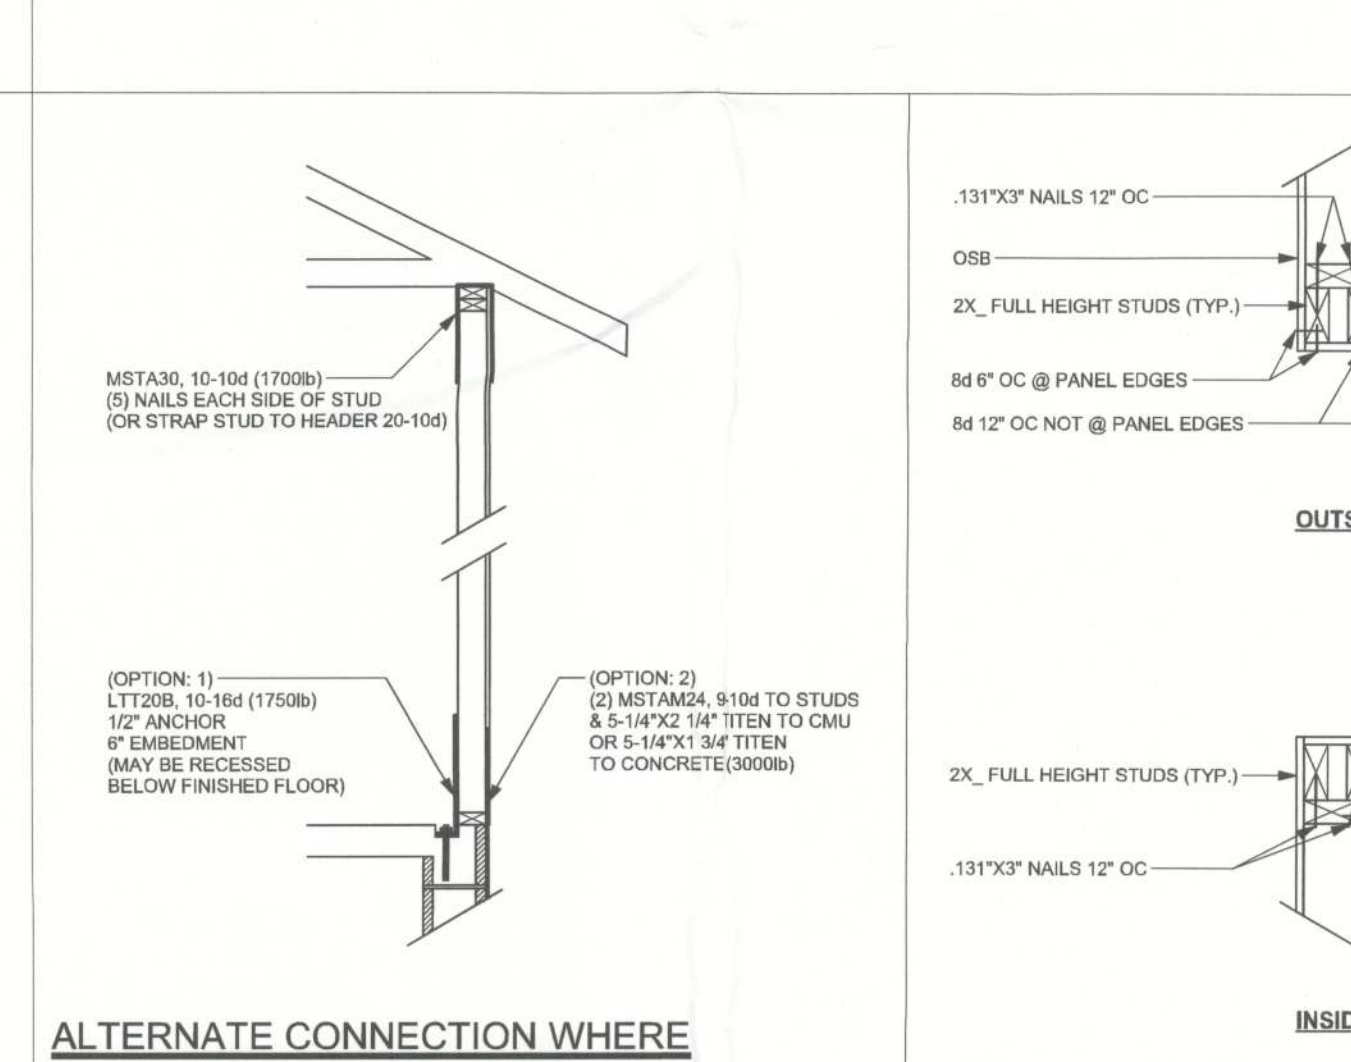 MSTA30, 10-10d (1700lb)
(5) NAILS EACH SIDE OF STUD
(OR STRAP STUD TO HEADER 20-10d)
(OPTION: 1)
LTT20B, 10-16d (1750lb)
1/2" ANCHOR
6" EMBEDMENT
(MAY BE RECESSED
BELOW FINISHED FLOOR)
(OPTION: 2)
(2) MSTAM24, 9-10d TO STUDS
& 5-1/4"X2 1/4" TITEN TO CMU
OR 5-1/4"X1 3/4" TITEN
TO CONCRETE(3000lb)
ALTERNATE CONNECTION WHERE
.131"X3" NAILS 12" OC
OSB
2X_ FULL HEIGHT STUDS (TYP.)
8d 6" OC @ PANEL EDGES
8d 12" OC NOT @ PANEL EDGES
OUTS
2X_ FULL HEIGHT STUDS (TYP.)
.131"X3" NAILS 12" OC
INSID